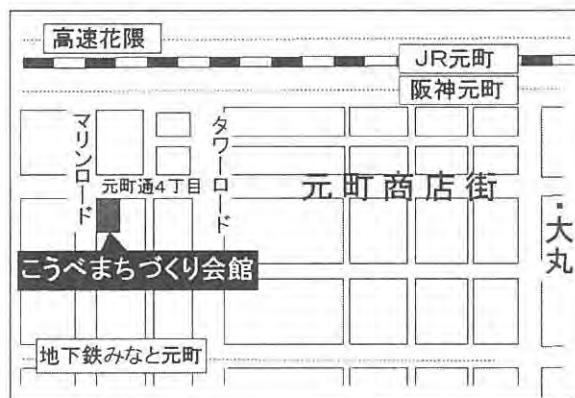 高速花隈
JR元町
阪神元町
マリンロード
タワーロード
元町通4丁目
元町商店街
・大丸
こうべまちづくり会館
地下鉄みなと元町